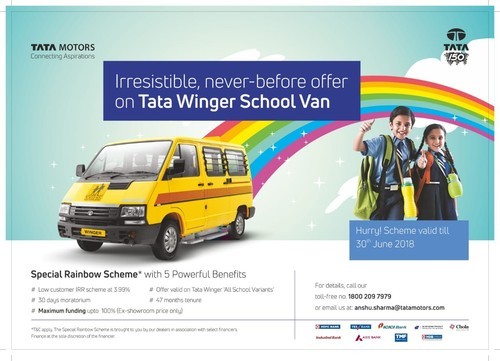 TATA MOTORS
Connecting Aspirations
TATA
150
Irresistible, never-before offer
on Tata Winger School Van
WINGER
Hurry! Scheme valid till
30th June 2018
Special Rainbow Scheme* with 5 Powerful Benefits
# Low customer IRR scheme at 3.99%
# 30 days moratorium
# Maximum funding upto 100% (Ex-showroom price only)
# Offer valid on Tata Winger 'All School Variants'
# 47 months tenure
For details, call our
toll-free no. 1800 209 7979
or email us at: anshu.sharma@tatamotors.com
HDFC BANK
ICICI Bank
Chola
IndusInd Bank
AXIS BANK
TMF
*T&C apply. The Special Rainbow Scheme is brought to you by our dealers in association with select financiers.
Finance at the sole discretion of the financier.